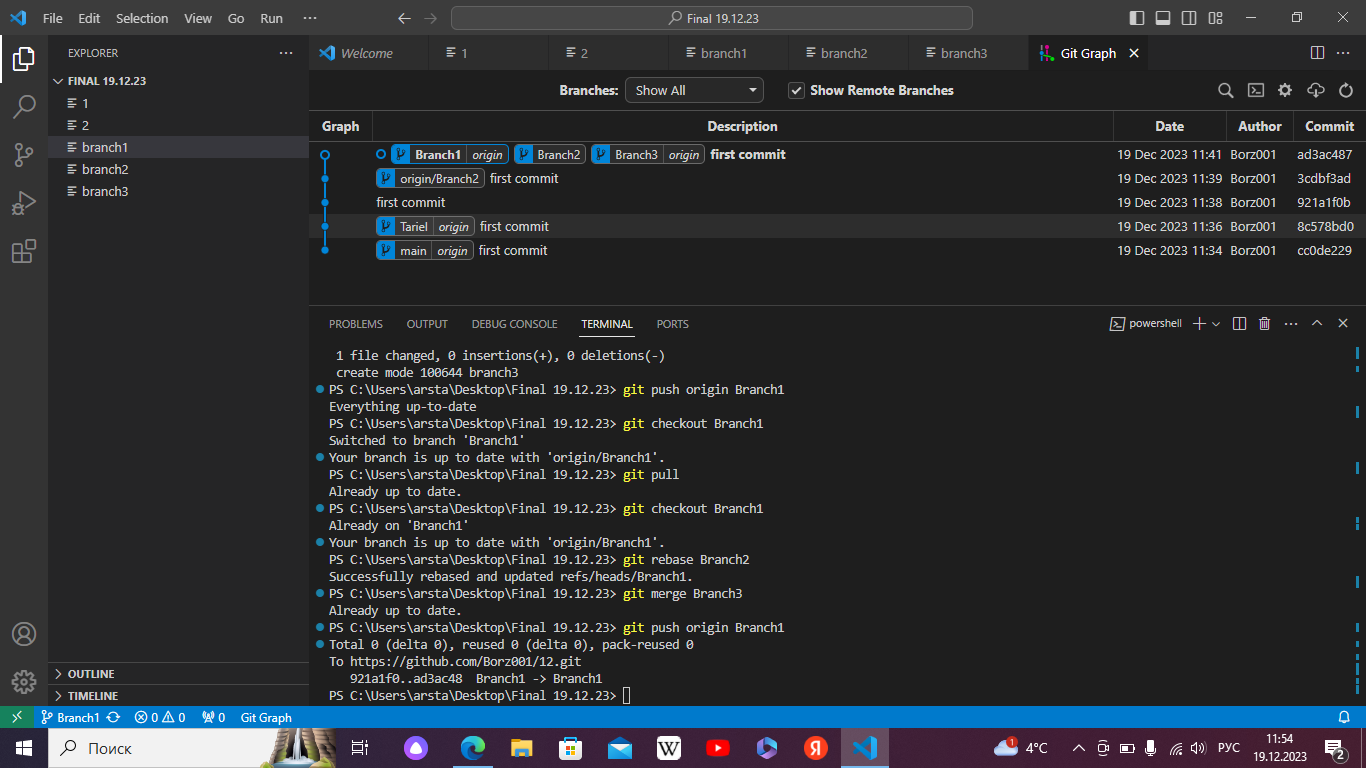 File Edit Selection View Go Run ··· Final 19.12.23
EXPLORER ···
FINAL 19.12.23
1
2
branch1
branch2
branch3
OUTLINE
TIMELINE
Welcome 1 2 branch1 branch2 branch3 Git Graph
Branches: Show All Show Remote Branches
Graph Description Date Author Commit
Branch1 origin Branch2 Branch3 origin first commit 19 Dec 2023 11:41 Borz001 ad3ac487
origin/Branch2 first commit 19 Dec 2023 11:39 Borz001 3cdbf3ad
first commit 19 Dec 2023 11:38 Borz001 921a1f0b
Tariel origin first commit 19 Dec 2023 11:36 Borz001 8c578bd0
main origin first commit 19 Dec 2023 11:34 Borz001 cc0de229
PROBLEMS OUTPUT DEBUG CONSOLE TERMINAL PORTS powershell
1 file changed, 0 insertions(+), 0 deletions(-)
create mode 100644 branch3
PS C:\Users\arsta\Desktop\Final 19.12.23> git push origin Branch1
Everything up-to-date
PS C:\Users\arsta\Desktop\Final 19.12.23> git checkout Branch1
Switched to branch 'Branch1'
Your branch is up to date with 'origin/Branch1'.
PS C:\Users\arsta\Desktop\Final 19.12.23> git pull
Already up to date.
PS C:\Users\arsta\Desktop\Final 19.12.23> git checkout Branch1
Already on 'Branch1'
Your branch is up to date with 'origin/Branch1'.
PS C:\Users\arsta\Desktop\Final 19.12.23> git rebase Branch2
Successfully rebased and updated refs/heads/Branch1.
PS C:\Users\arsta\Desktop\Final 19.12.23> git merge Branch3
Already up to date.
PS C:\Users\arsta\Desktop\Final 19.12.23> git push origin Branch1
Total 0 (delta 0), reused 0 (delta 0), pack-reused 0
To https://github.com/Borz001/12.git
921a1f0..ad3ac48 Branch1 -> Branch1
PS C:\Users\arsta\Desktop\Final 19.12.23>
Branch1 0 0 0 Git Graph
Поиск W Я 1 4°C РУС 11:54
19.12.2023 2